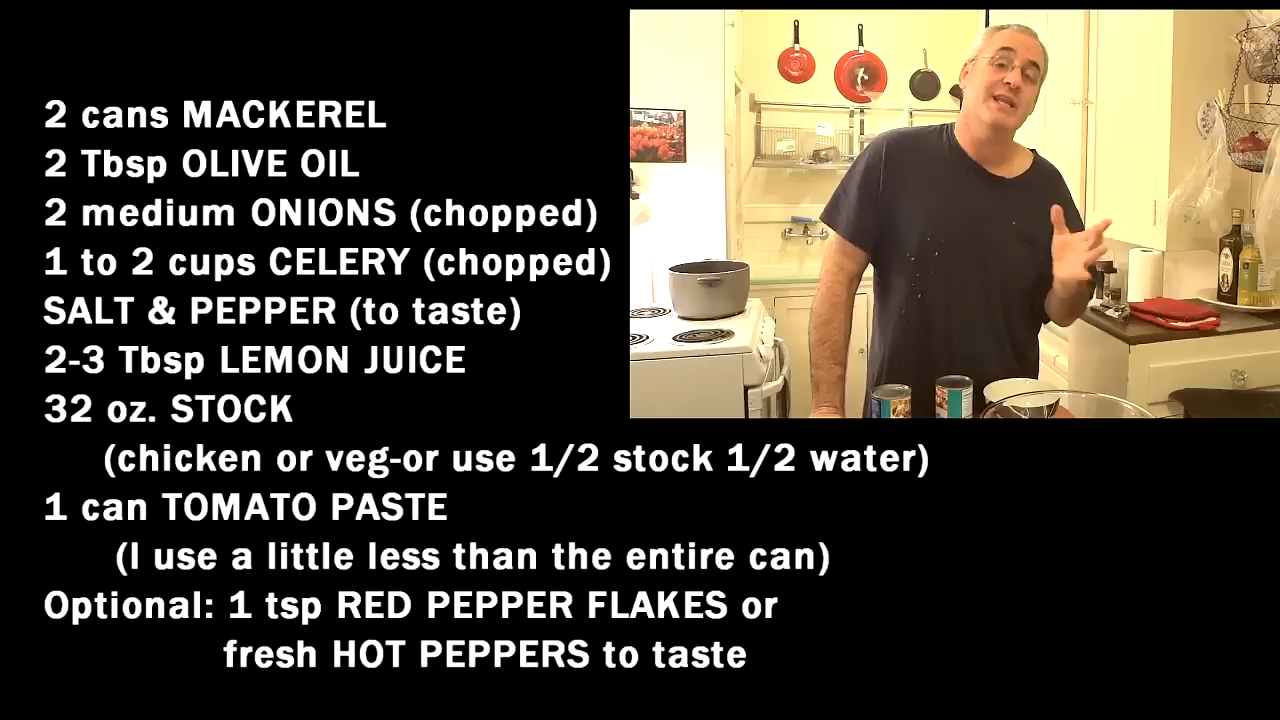 2 cans MACKEREL
2 Tbsp OLIVE OIL
2 medium ONIONS (chopped)
1 to 2 cups CELERY (chopped)
SALT & PEPPER (to taste)
2-3 Tbsp LEMON JUICE
32 oz. STOCK
(chicken or veg-or use 1/2 stock 1/2 water)
1 can TOMATO PASTE
(I use a little less than the entire can)
Optional: 1 tsp RED PEPPER FLAKES or
fresh HOT PEPPERS to taste